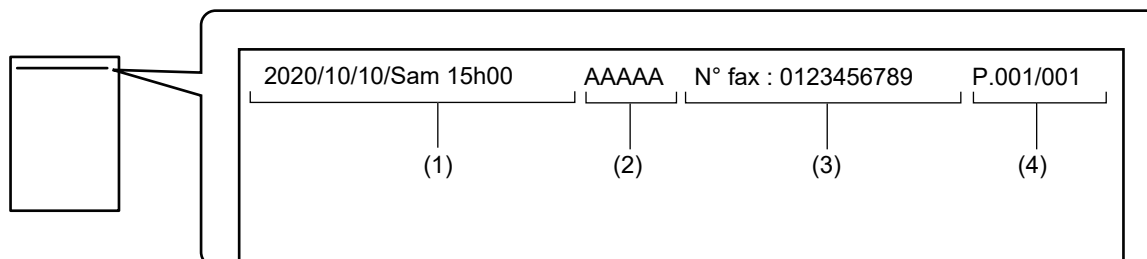 2020/10/10/Sam 15h00 AAAAA N° fax : 0123456789 P.001/001
(1) (2) (3) (4)